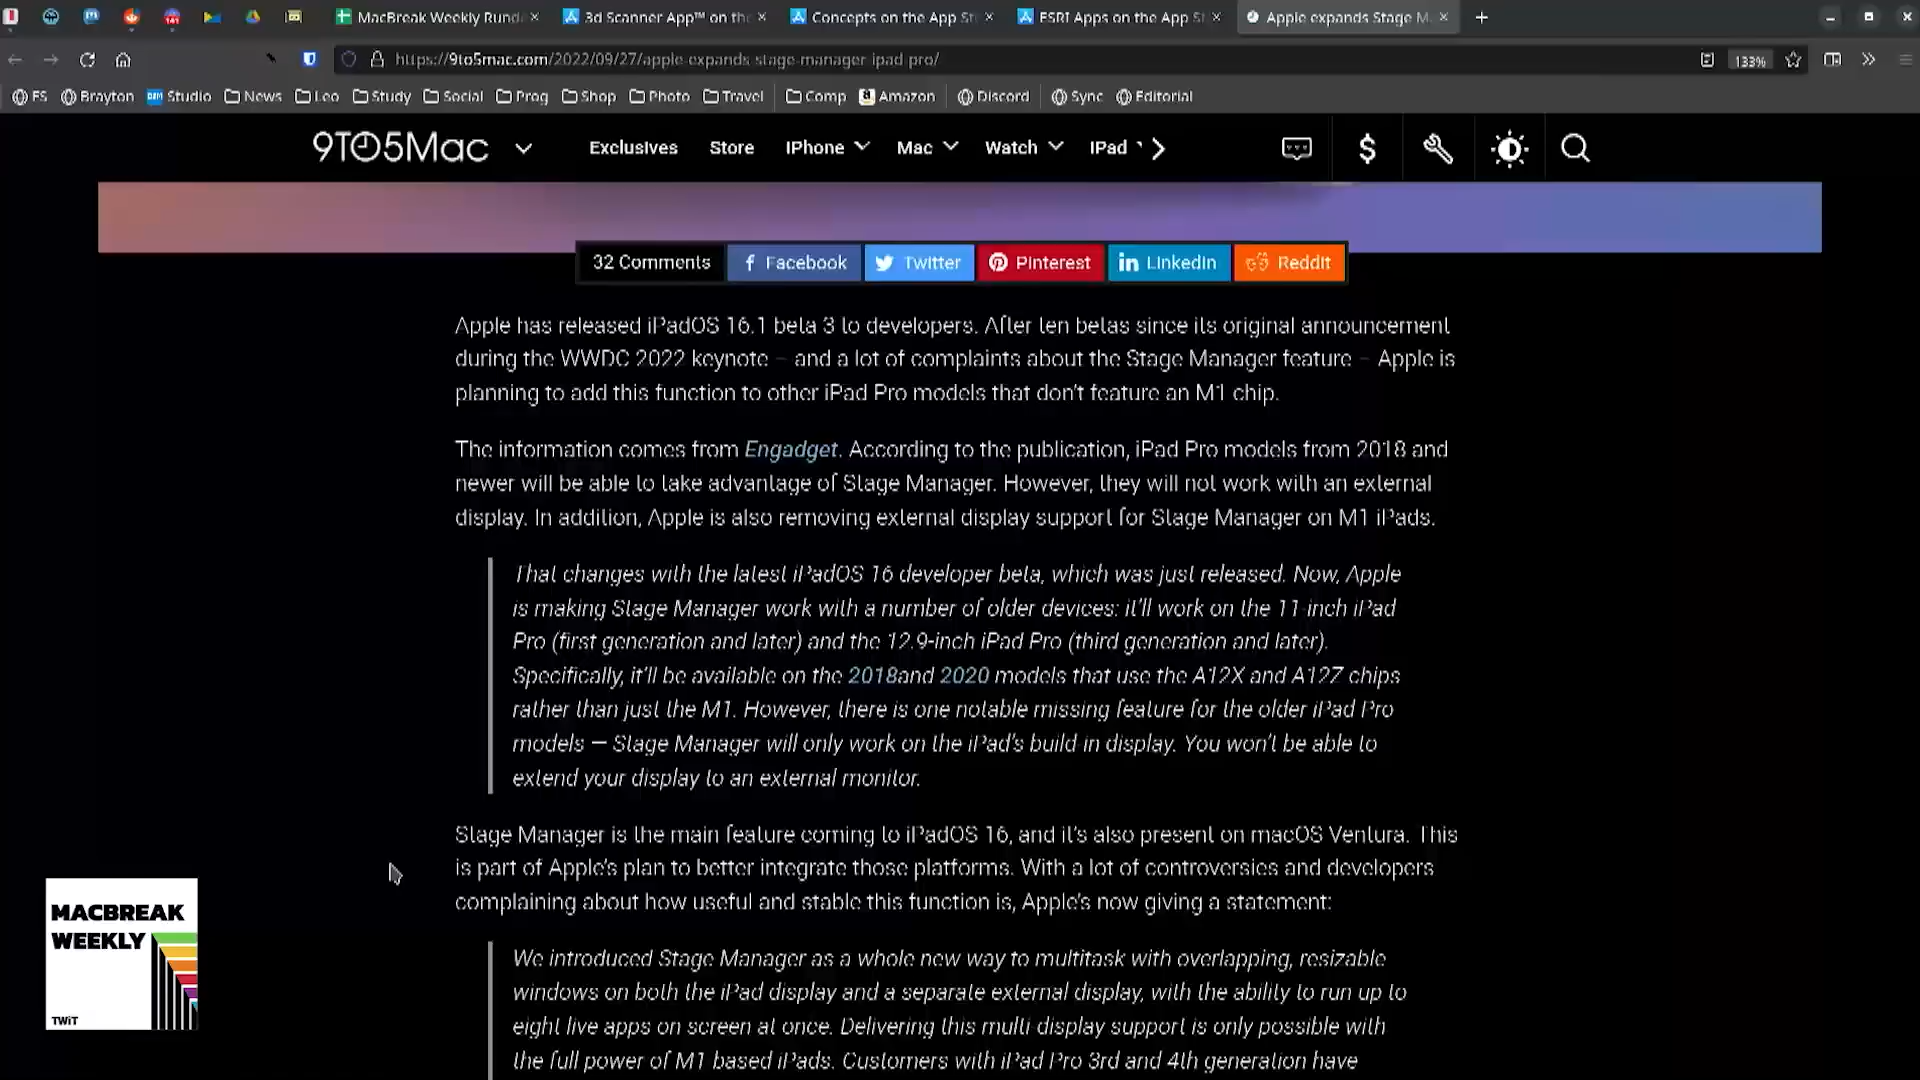 MacBreak Weekly Rund
3d Scanner App™ on the
Concepts on the App St
ESRI Apps on the App St
Apple expands Stage M
141
https://9to5mac.com/2022/09/27/apple-expands-stage-manager-ipad-pro/
133%
FS Brayton Studio News Leo Study Social Prog Shop Photo Travel Comp Amazon Discord Sync Editorial
9TO5Mac Exclusives Store iPhone Mac Watch iPad
32 Comments Facebook Twitter Pinterest LinkedIn Reddit
Apple has released iPadOS 16.1 beta 3 to developers. After ten betas since its original announcement
during the WWDC 2022 keynote – and a lot of complaints about the Stage Manager feature – Apple is
planning to add this function to other iPad Pro models that don't feature an M1 chip.
The information comes from Engadget. According to the publication, iPad Pro models from 2018 and
newer will be able to take advantage of Stage Manager. However, they will not work with an external
display. In addition, Apple is also removing external display support for Stage Manager on M1 iPads.
That changes with the latest iPadOS 16 developer beta, which was just released. Now, Apple
is making Stage Manager work with a number of older devices: it'll work on the 11-inch iPad
Pro (first generation and later) and the 12.9-inch iPad Pro (third generation and later).
Specifically, it'll be available on the 2018and 2020 models that use the A12X and A12Z chips
rather than just the M1. However, there is one notable missing feature for the older iPad Pro
models — Stage Manager will only work on the iPad's build in display. You won't be able to
extend your display to an external monitor.
Stage Manager is the main feature coming to iPadOS 16, and it's also present on macOS Ventura. This
is part of Apple's plan to better integrate those platforms. With a lot of controversies and developers
complaining about how useful and stable this function is, Apple's now giving a statement:
We introduced Stage Manager as a whole new way to multitask with overlapping, resizable
windows on both the iPad display and a separate external display, with the ability to run up to
eight live apps on screen at once. Delivering this multi-display support is only possible with
the full power of M1 based iPads. Customers with iPad Pro 3rd and 4th generation have
MACBREAK
WEEKLY
TWiT